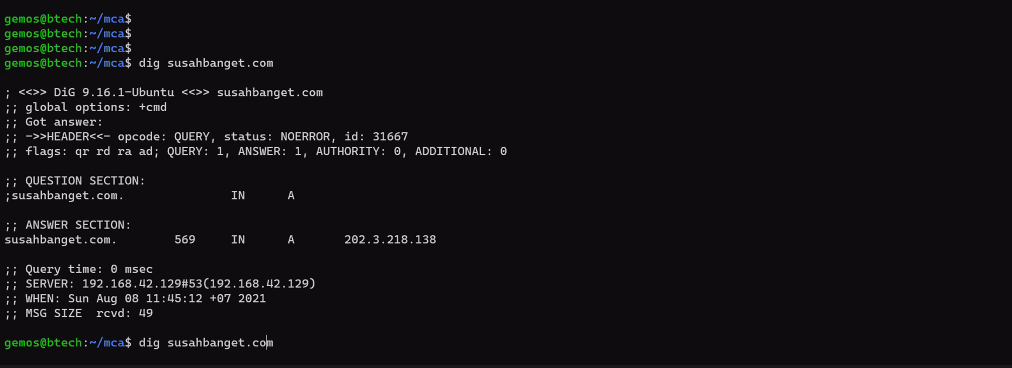 gemos@btech:~/mca$
gemos@btech:~/mca$
gemos@btech:~/mca$
gemos@btech:~/mca$ dig susahbanget.com
; <<>> DiG 9.16.1-Ubuntu <<>> susahbanget.com
;; global options: +cmd
;; Got answer:
;; ->>HEADER<<- opcode: QUERY, status: NOERROR, id: 31667
;; flags: qr rd ra ad; QUERY: 1, ANSWER: 1, AUTHORITY: 0, ADDITIONAL: 0
;; QUESTION SECTION:
;susahbanget.com. IN A
;; ANSWER SECTION:
susahbanget.com. 569 IN A 202.3.218.138
;; Query time: 0 msec
;; SERVER: 192.168.42.129#53(192.168.42.129)
;; WHEN: Sun Aug 08 11:45:12 +07 2021
;; MSG SIZE rcvd: 49
gemos@btech:~/mca$ dig susahbanget.com